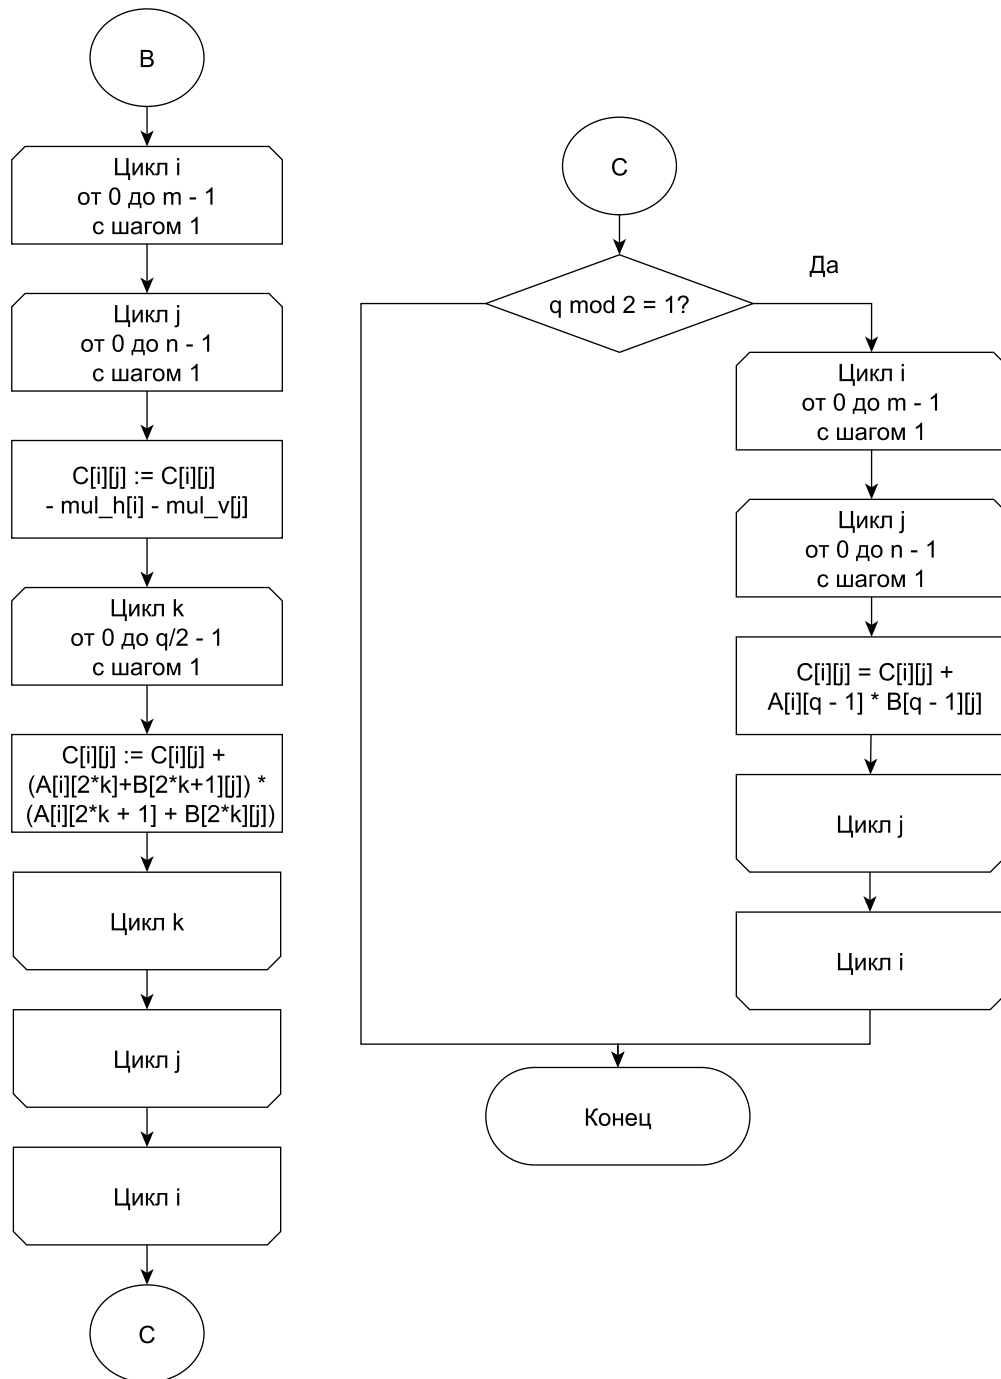 B
Цикл i
от 0 до m - 1
с шагом 1
Цикл j
от 0 до n - 1
с шагом 1
C[i][j] := C[i][j]
- mul_h[i] - mul_v[j]
Цикл k
от 0 до q/2 - 1
с шагом 1
C[i][j] := C[i][j] +
(A[i][2*k]+B[2*k+1][j]) *
(A[i][2*k + 1] + B[2*k][j])
Цикл k
Цикл j
Цикл i
C
C
q mod 2 = 1?
Да
Цикл i
от 0 до m - 1
с шагом 1
Цикл j
от 0 до n - 1
с шагом 1
C[i][j] = C[i][j] +
A[i][q - 1] * B[q - 1][j]
Цикл j
Цикл i
Конец